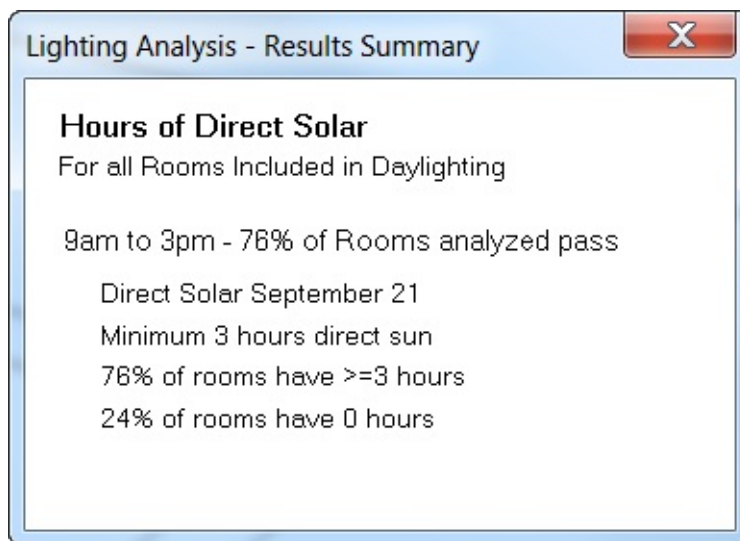 Lighting Analysis - Results Summary
Hours of Direct Solar
For all Rooms Included in Daylighting
9am to 3pm - 76% of Rooms analyzed pass
Direct Solar September 21
Minimum 3 hours direct sun
76% of rooms have >=3 hours
24% of rooms have 0 hours